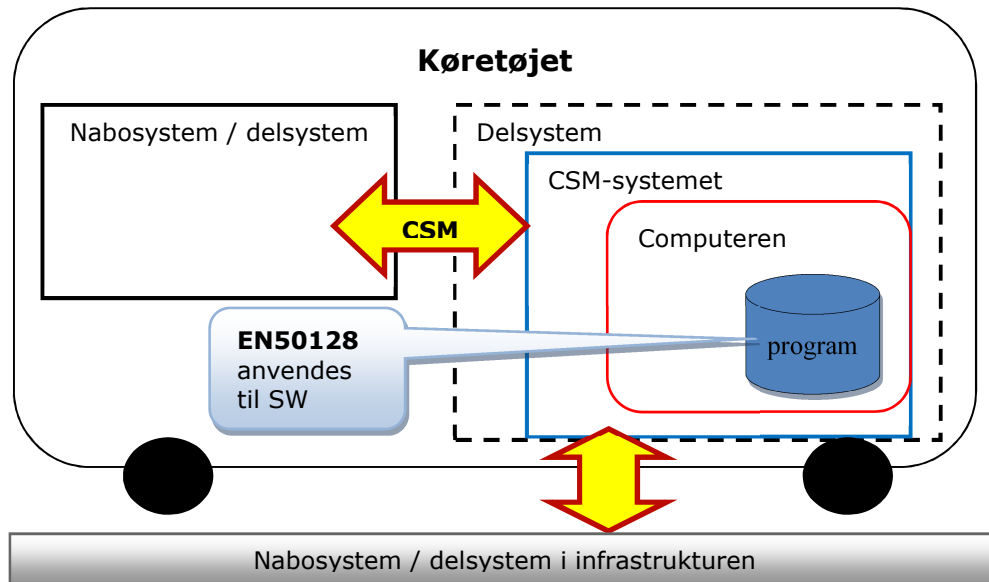 Køretøjet
Nabosystem / delsystem
Delsystem
CSM-systemet
CSM
Computeren
EN50128
anvendes
til SW
program
Nabosystem / delsystem i infrastrukturen